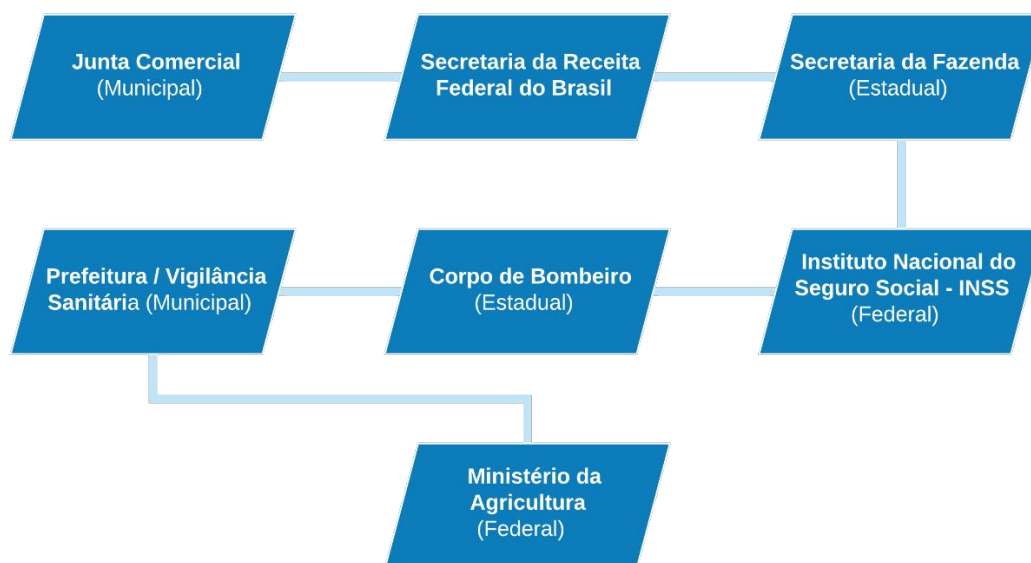 Junta Comercial
(Municipal)
Secretaria da Receita
Federal do Brasil
Secretaria da Fazenda
(Estadual)
Instituto Nacional do
Seguro Social - INSS
(Federal)
Corpo de Bombeiro
(Estadual)
Prefeitura / Vigilância
Sanitária (Municipal)
Ministério da
Agricultura
(Federal)